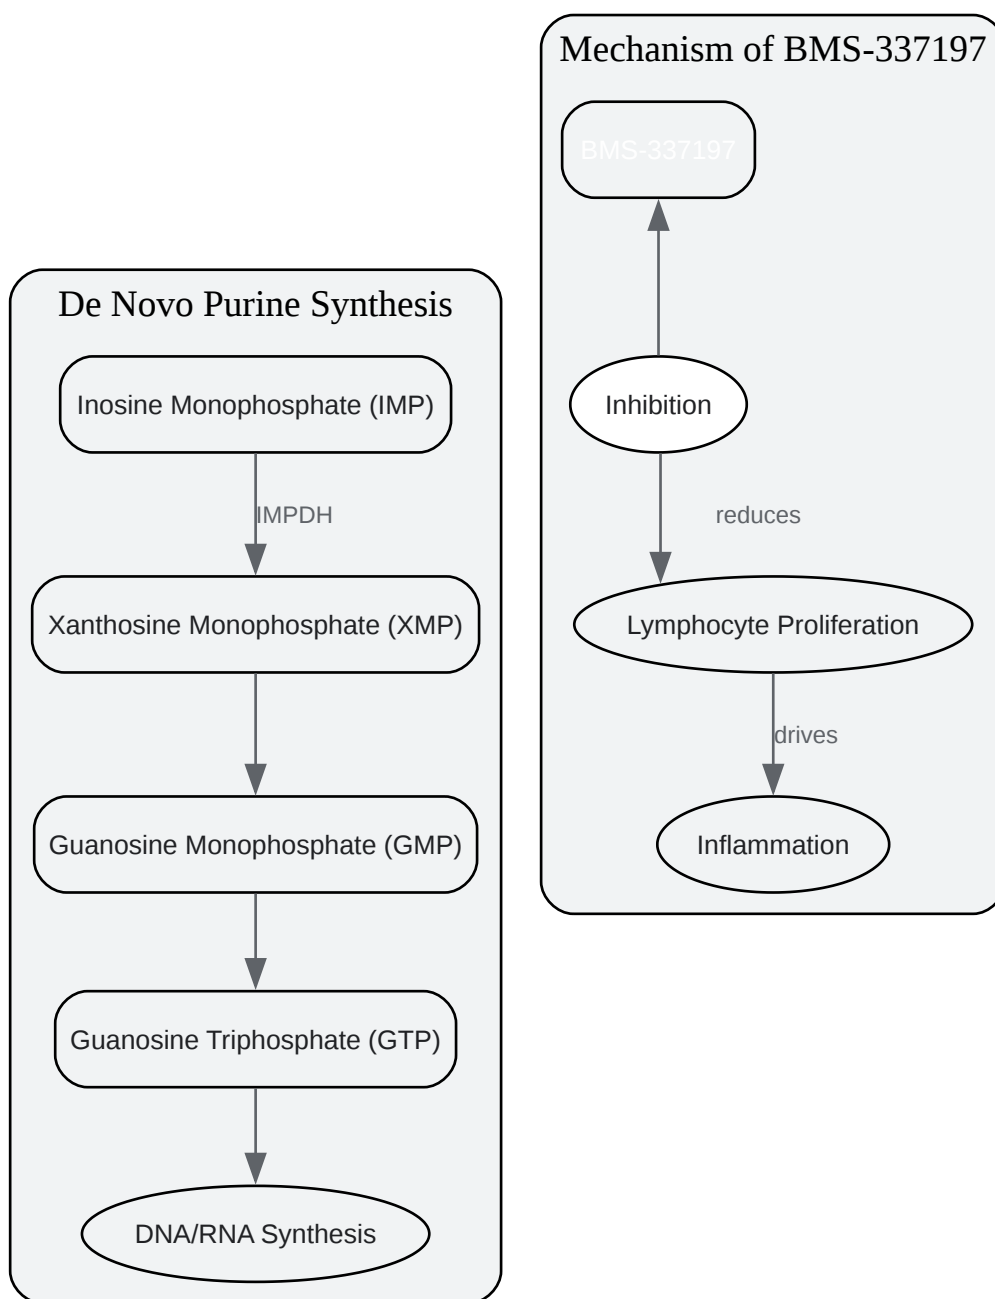 Mechanism of BMS-337197
BMS-337197
Inhibition
reduces
Lymphocyte Proliferation
drives
Inflammation
De Novo Purine Synthesis
Inosine Monophosphate (IMP)
IMPDH
Xanthosine Monophosphate (XMP)
Guanosine Monophosphate (GMP)
Guanosine Triphosphate (GTP)
DNA/RNA Synthesis